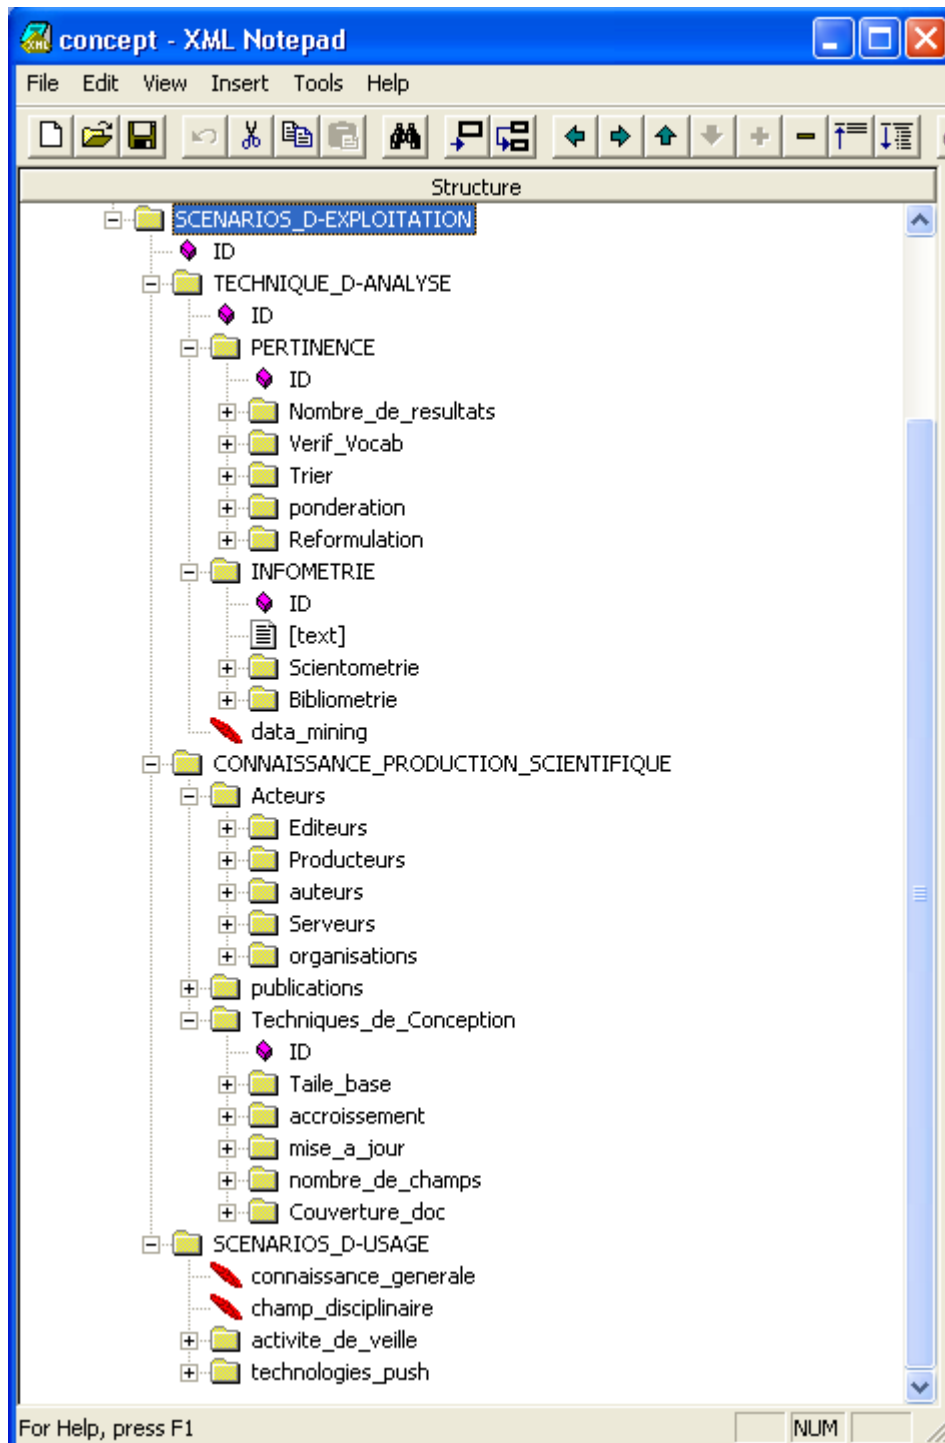 concept - XML Notepad
File Edit View Insert Tools Help
Structure
SCENARIOS_D-EXPLOITATION
ID
TECHNIQUE_D-ANALYSE
ID
PERTINENCE
ID
Nombre_de_resultats
Verif_Vocab
Trier
ponderation
Reformulation
INFOMETRIE
ID
[text]
Scientometrie
Bibliometrie
data_mining
CONNAISSANCE_PRODUCTION_SCIENTIFIQUE
Acteurs
Editeurs
Producteurs
auteurs
Serveurs
organisations
publications
Techniques_de_Conception
ID
Taile_base
accroissement
mise_a_jour
nombre_de_champs
Couverture_doc
SCENARIOS_D-USAGE
connaissance_generale
champ_disciplinaire
activite_de_veille
technologies_push
For Help, press F1 NUM